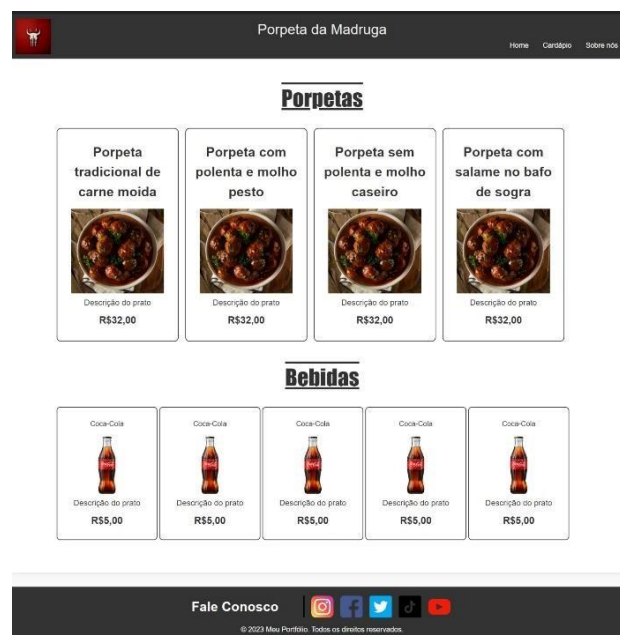 Porpeta da Madruga
Home Cardápio Sobre nós
Porpetas
Porpeta
tradicional de
carne moida
Descrição do prato
R$32,00
Porpeta com
polenta e molho
pesto
Descrição do prato
R$32,00
Porpeta sem
polenta e molho
caseiro
Descrição do prato
R$32,00
Porpeta com
salame no bafo
de sogra
Descrição do prato
R$32,00
Bebidas
Coca-Cola
Descrição do prato
R$5,00
Coca-Cola
Descrição do prato
R$5,00
Coca-Cola
Descrição do prato
R$5,00
Coca-Cola
Descrição do prato
R$5,00
Coca-Cola
Descrição do prato
R$5,00
Fale Conosco
© 2023 Meu Portfólio. Todos os direitos reservados.